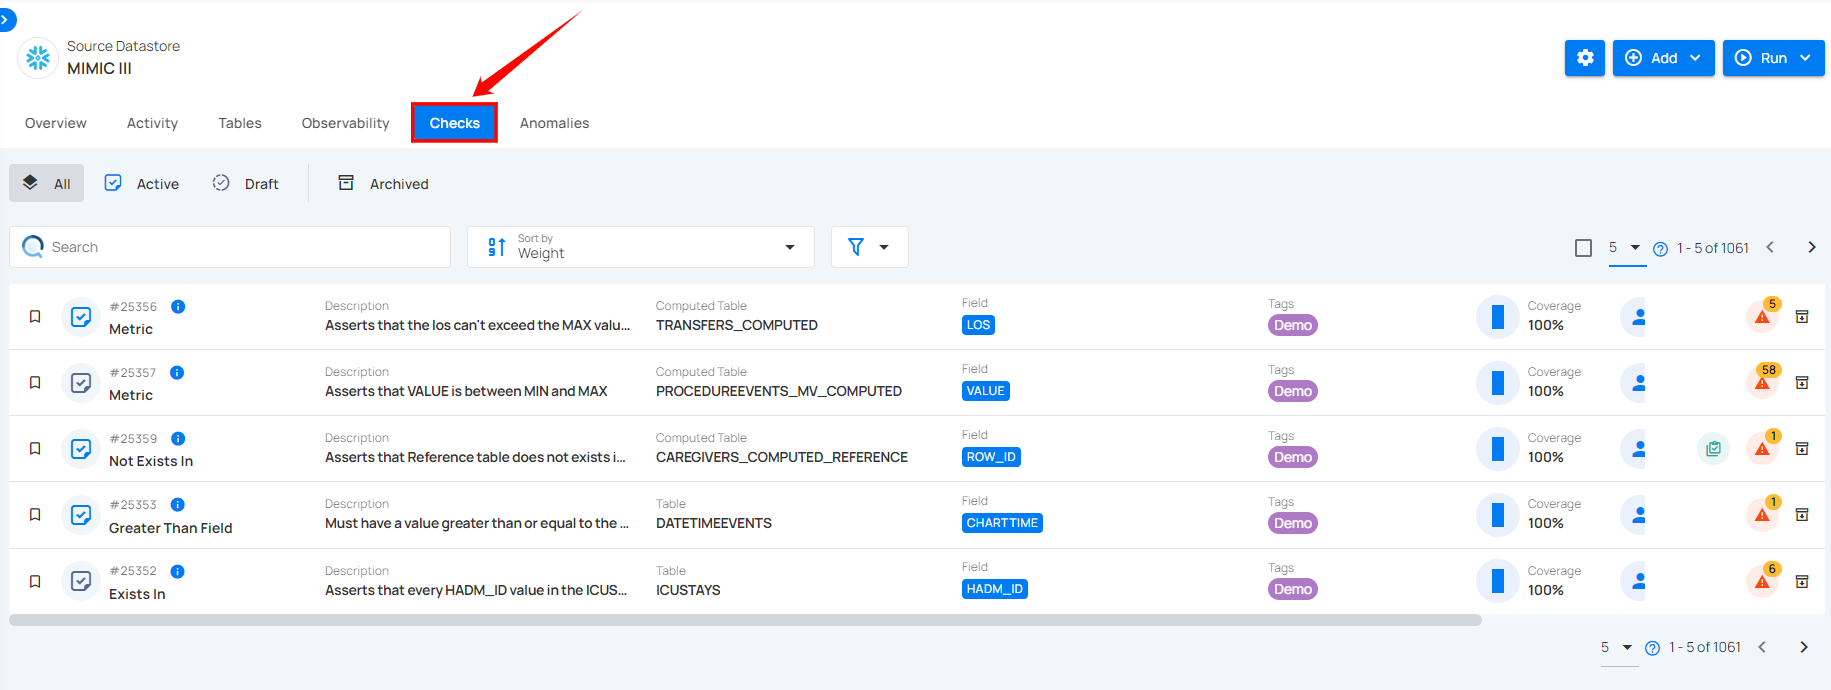 Source Datastore
MIMIC III
Add
Run
Overview Activity Tables Observability Checks Anomalies
All Active Draft Archived
Search
Sort by
Weight
5 1 - 5 of 1061
#25356
Metric
Description
Asserts that the los can't exceed the MAX valu...
Computed Table
TRANSFERS_COMPUTED
Field
LOS
Tags
Demo
Coverage
100%
5
#25357
Metric
Description
Asserts that VALUE is between MIN and MAX
Computed Table
PROCEDUREEVENTS_MV_COMPUTED
Field
VALUE
Tags
Demo
Coverage
100%
58
#25359
Not Exists In
Description
Asserts that Reference table does not exists i...
Computed Table
CAREGIVERS_COMPUTED_REFERENCE
Field
ROW_ID
Tags
Demo
Coverage
100%
1
#25353
Greater Than Field
Description
Must have a value greater than or equal to the ...
Table
DATETIMEEVENTS
Field
CHARTTIME
Tags
Demo
Coverage
100%
1
#25352
Exists In
Description
Asserts that every HADM_ID value in the ICUS...
Table
ICUSTAYS
Field
HADM_ID
Tags
Demo
Coverage
100%
6
5 1 - 5 of 1061